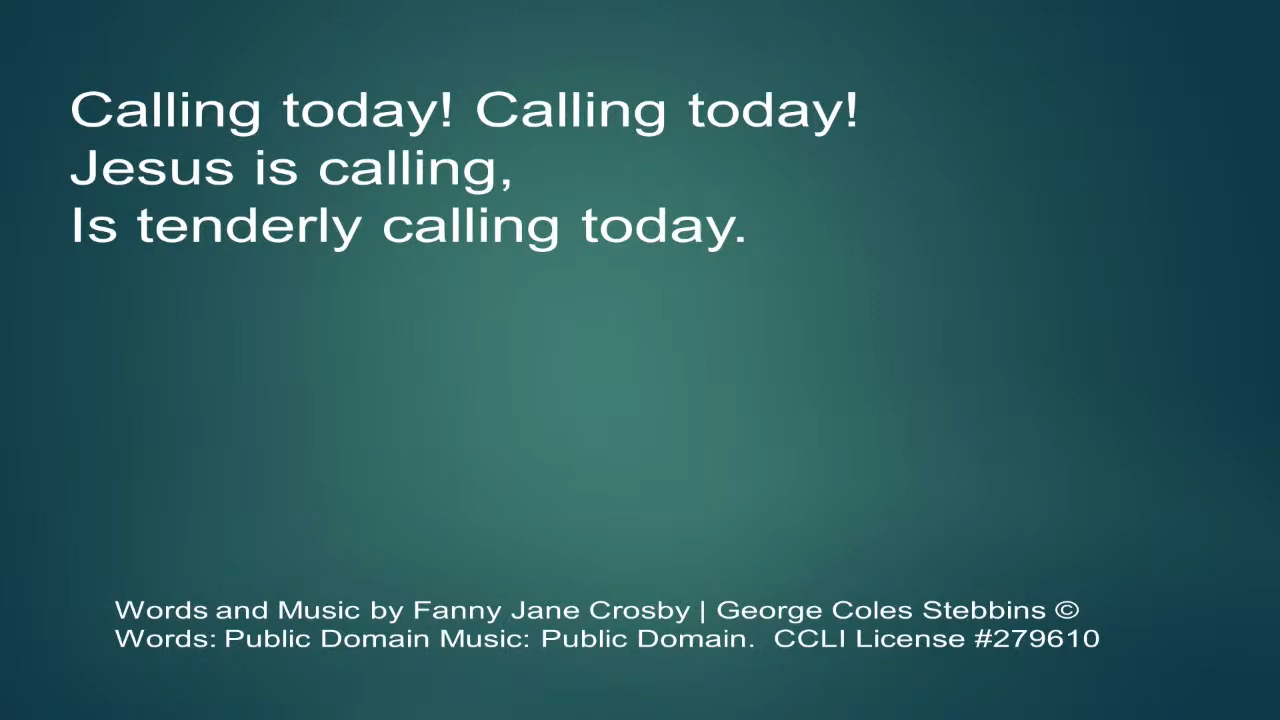 Calling today! Calling today!
Jesus is calling,
Is tenderly calling today.
Words and Music by Fanny Jane Crosby | George Coles Stebbins ©
Words: Public Domain Music: Public Domain.  CCLI License #279610